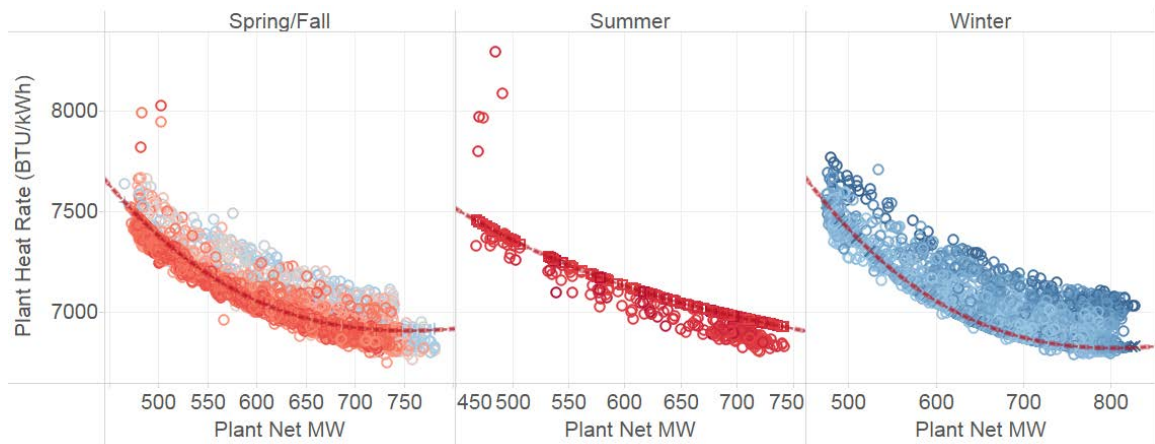 Spring/Fall Summer Winter
Plant Heat Rate (BTU/kWh)
8000
7500
7000
500 550 600 650 700 750 450 500 550 600 650 700 750 500 600 700 800
Plant Net MW Plant Net MW Plant Net MW